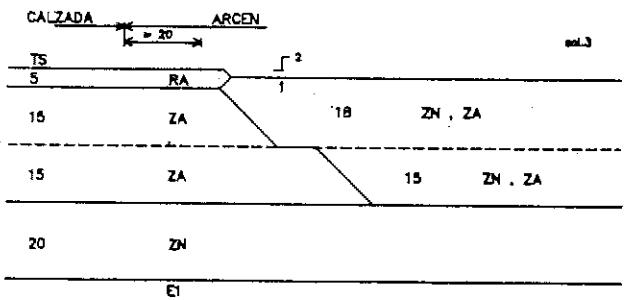 CALZADA ARCEN
≈ 20
sol.3
TS 2
5 RA 1
15 ZA 18 ZN , ZA
15 ZA 15 ZN , ZA
20 ZN
E1